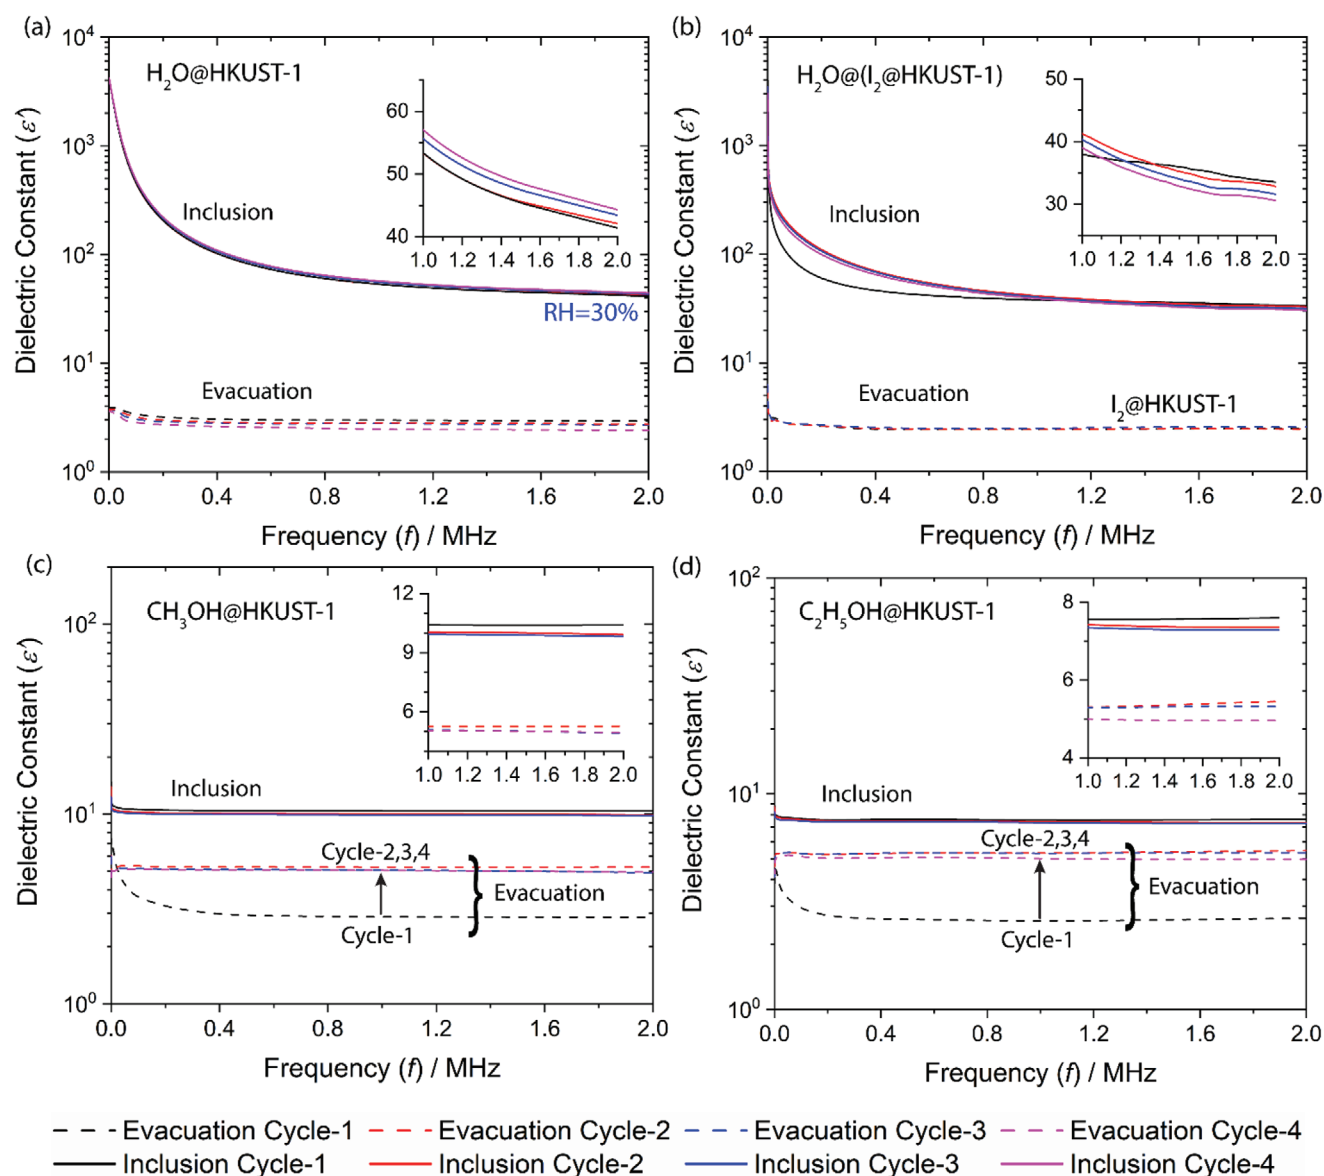 (a)
H₂O@HKUST-1
Dielectric Constant (ε′)
10⁴
10³
10²
10¹
10⁰
65
60
55
50
45
40
1.0 1.2 1.4 1.6 1.8 2.0
Inclusion
RH=30%
Evacuation
0.0 0.4 0.8 1.2 1.6 2.0
Frequency (f) / MHz
(b)
H₂O@(I₂@HKUST-1)
Dielectric Constant (ε′)
10⁴
10³
10²
10¹
10⁰
50
40
30
1.0 1.2 1.4 1.6 1.8 2.0
Inclusion
Evacuation
I₂@HKUST-1
0.0 0.4 0.8 1.2 1.6 2.0
Frequency (f) / MHz
(c)
CH₃OH@HKUST-1
Dielectric Constant (ε′)
10²
10¹
10⁰
12
10
8
6
1.0 1.2 1.4 1.6 1.8 2.0
Inclusion
Cycle-2,3,4
Evacuation
Cycle-1
0.0 0.4 0.8 1.2 1.6 2.0
Frequency (f) / MHz
(d)
C₂H₅OH@HKUST-1
Dielectric Constant (ε′)
10²
10¹
10⁰
8
6
4
1.0 1.2 1.4 1.6 1.8 2.0
Inclusion
Cycle-2,3,4
Evacuation
Cycle-1
0.0 0.4 0.8 1.2 1.6 2.0
Frequency (f) / MHz
Evacuation Cycle-1 Evacuation Cycle-2 Evacuation Cycle-3 Evacuation Cycle-4
Inclusion Cycle-1 Inclusion Cycle-2 Inclusion Cycle-3 Inclusion Cycle-4